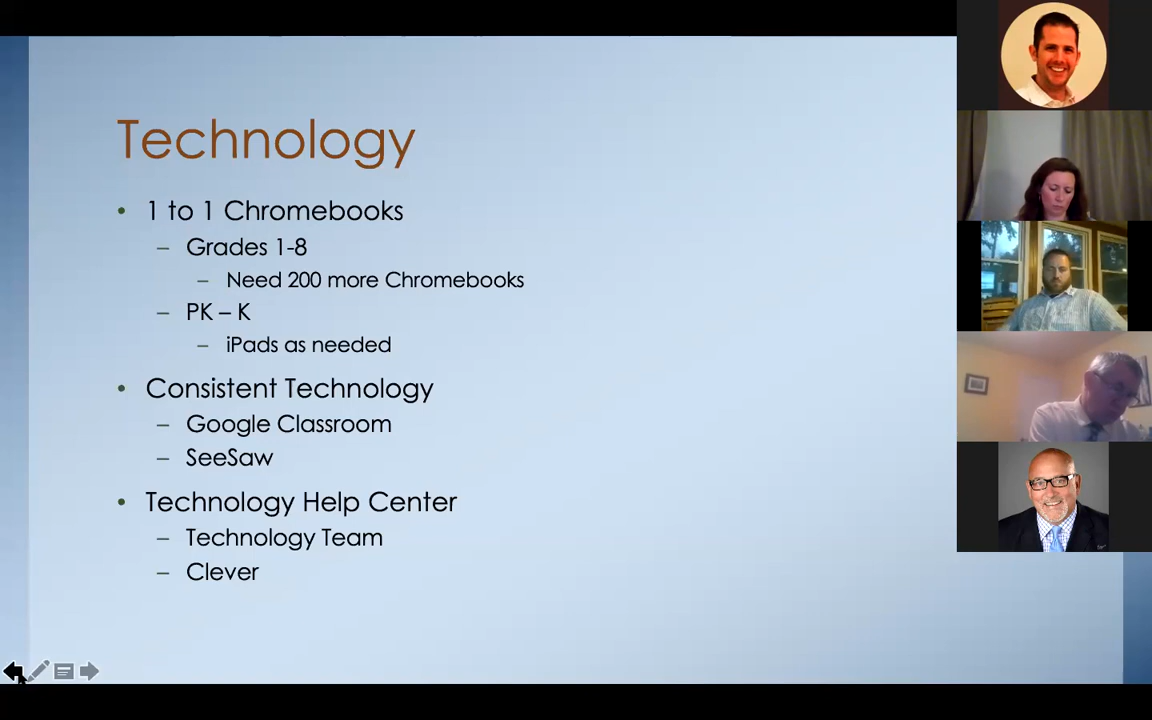 Technology
• 1 to 1 Chromebooks
– Grades 1-8
– Need 200 more Chromebooks
– PK – K
– iPads as needed
• Consistent Technology
– Google Classroom
– SeeSaw
• Technology Help Center
– Technology Team
– Clever